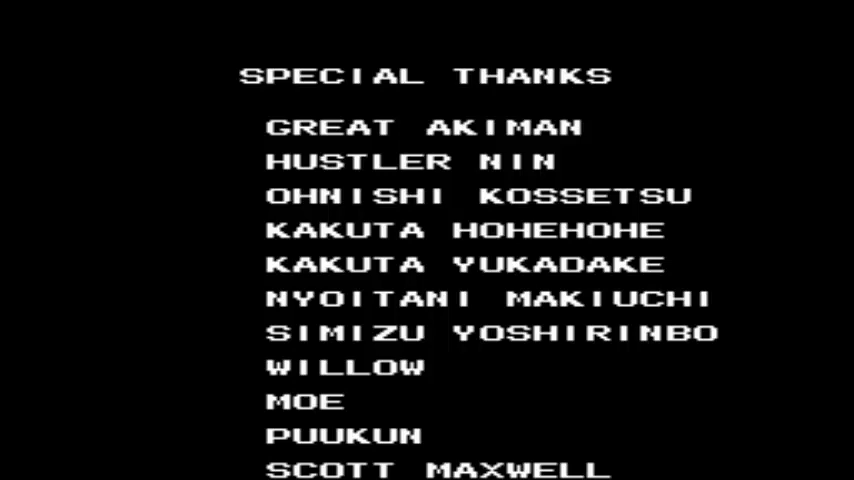 SPECIAL THANKS
GREAT AKIMAN
HUSTLER NIN
OHNISHI KOSSETSU
KAKUTA HOHEHOHE
KAKUTA YUKADAKE
NYOITANI MAKIUCHI
SIMIZU YOSHIRINBO
WILLOW
MOE
PUUKUN
SCOTT MAXWELL